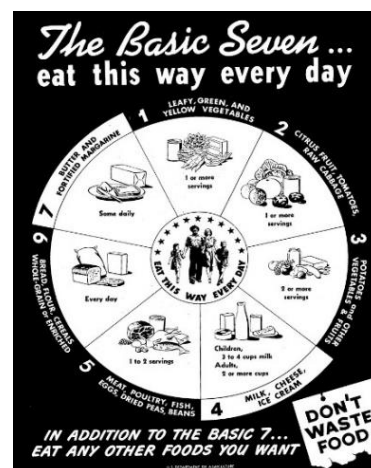 The Basic Seven...
eat this way every day
1
LEAFY, GREEN, AND
YELLOW VEGETABLES
1 or more
servings
2
CITRUS FRUIT, TOMATOES,
RAW CABBAGE
1 or more
servings
3
POTATOES and OTHER
VEGETABLES & FRUITS
2 or more
servings
4
MILK, CHEESE,
ICE CREAM
Children,
3 to 4 cups milk
Adults,
2 or more cups
5
MEAT, POULTRY, FISH,
EGGS, DRIED PEAS, BEANS
1 to 2 servings
6
BREAD, FLOUR, CEREALS
WHOLE-GRAIN or ENRICHED
Every day
7
BUTTER AND
FORTIFIED MARGARINE
Some daily
EAT THIS WAY EVERY DAY
DON'T
WASTE
FOOD
IN ADDITION TO THE BASIC 7...
EAT ANY OTHER FOODS YOU WANT
U.S. DEPARTMENT OF AGRICULTURE